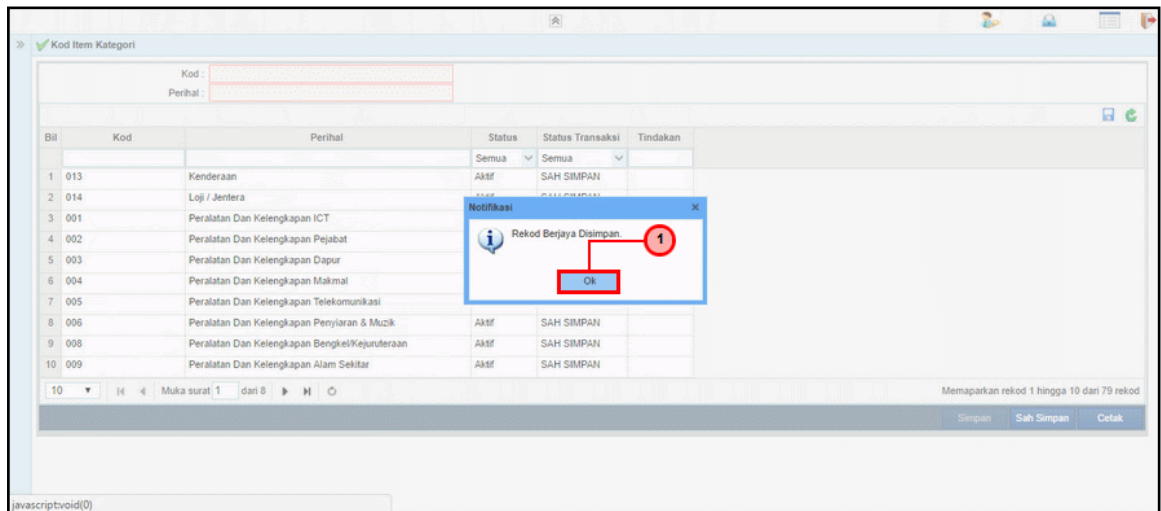 Kod Item Kategori
Kod :
Perihal :
Bil Kod Perihal Status Status Transaksi Tindakan
Semua Semua
1 013 Kenderaan Aktif SAH SIMPAN
2 014 Loji / Jentera
Notifikasi
3 001 Peralatan Dan Kelengkapan ICT
Rekod Berjaya Disimpan.
1
4 002 Peralatan Dan Kelengkapan Pejabat
5 003 Peralatan Dan Kelengkapan Dapur
6 004 Peralatan Dan Kelengkapan Makmal
Ok
7 005 Peralatan Dan Kelengkapan Telekomunikasi
8 006 Peralatan Dan Kelengkapan Penyiaran & Muzik Aktif SAH SIMPAN
9 008 Peralatan Dan Kelengkapan Bengkel/Kejuruteraan Aktif SAH SIMPAN
10 009 Peralatan Dan Kelengkapan Alam Sekitar Aktif SAH SIMPAN
10 Muka surat 1 dari 8 Memaparkan rekod 1 hingga 10 dari 79 rekod
Simpan Sah Simpan Cetak
javascript:void(0)